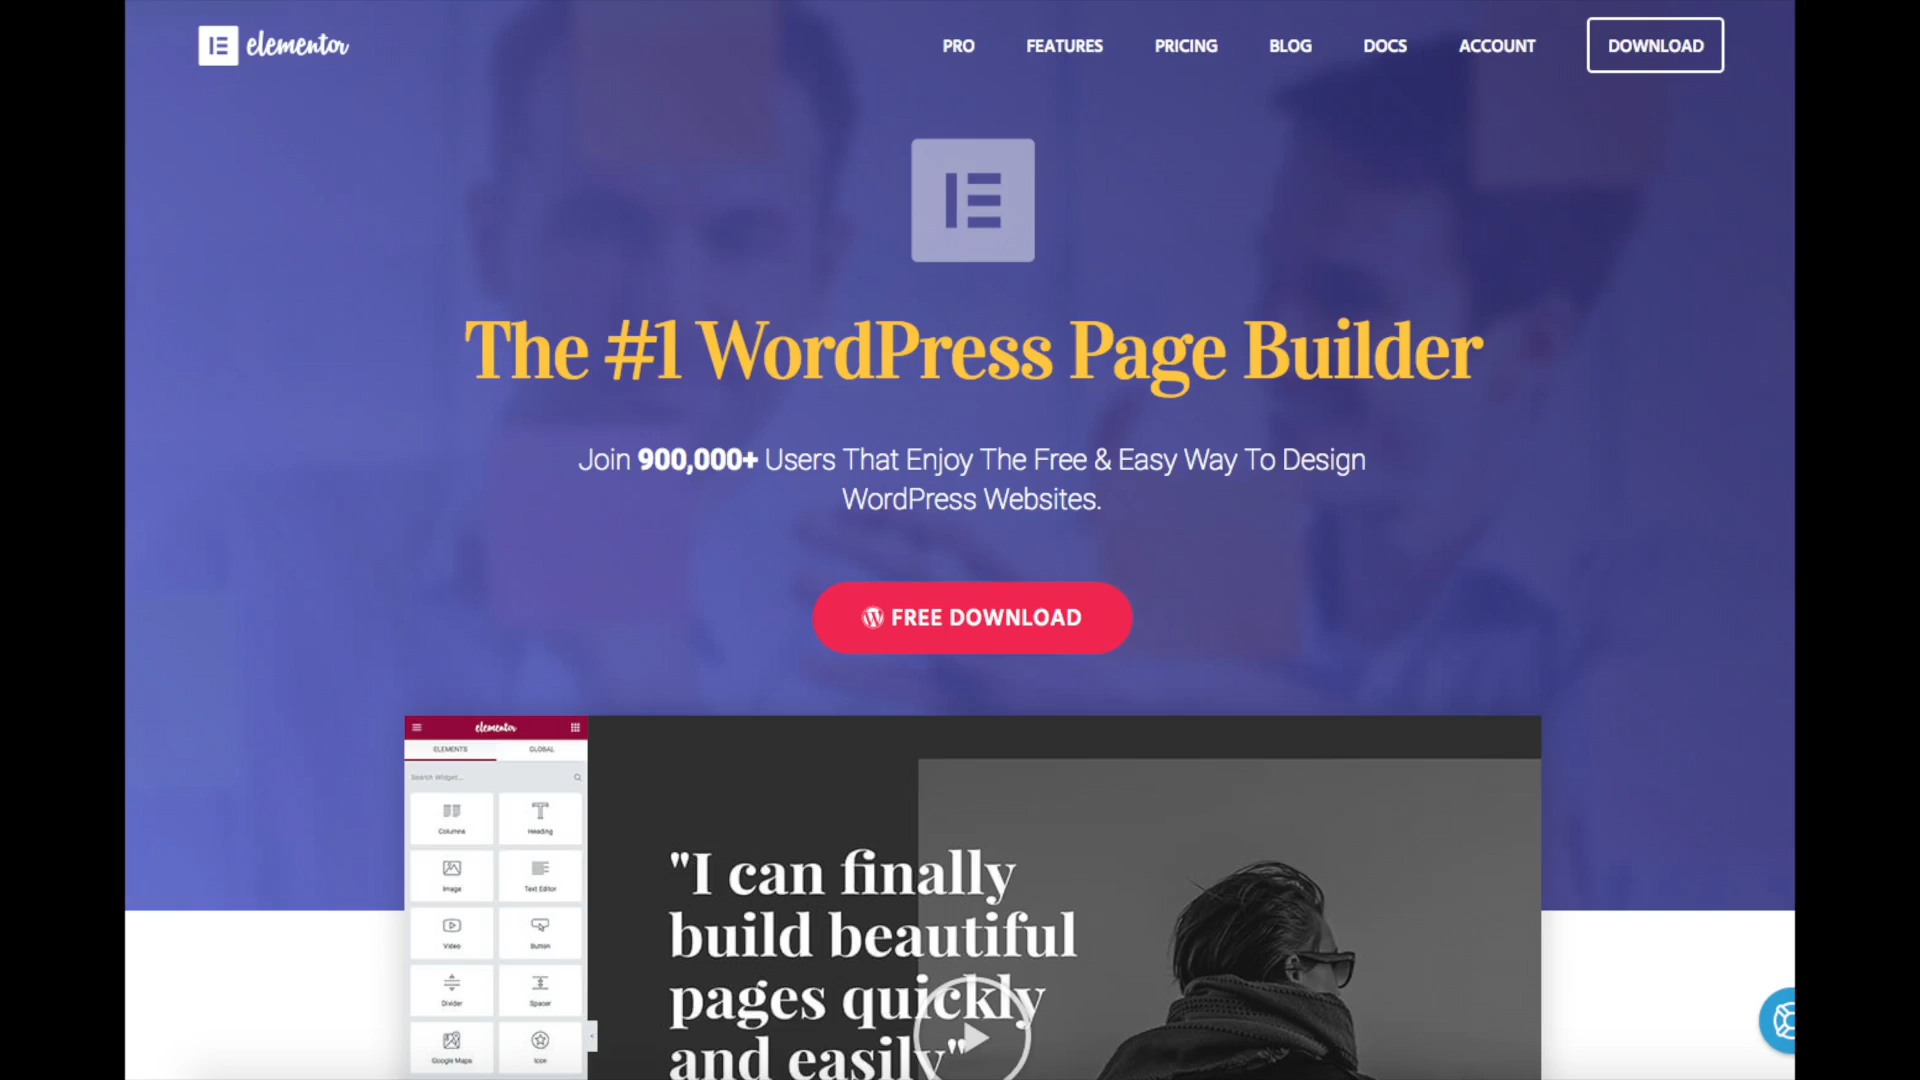 elementor
PRO
FEATURES
PRICING
BLOG
DOCS
ACCOUNT
DOWNLOAD
The #1 WordPress Page Builder
Join 900,000+ Users That Enjoy The Free & Easy Way To Design
WordPress Websites.
FREE DOWNLOAD
elementor
ELEMENTS
GLOBAL
Search Widget...
Columns
Heading
Image
Text Editor
Video
Button
Divider
Spacer
Google Maps
Icon
"I can finally
build beautiful
pages quickly
and easily"